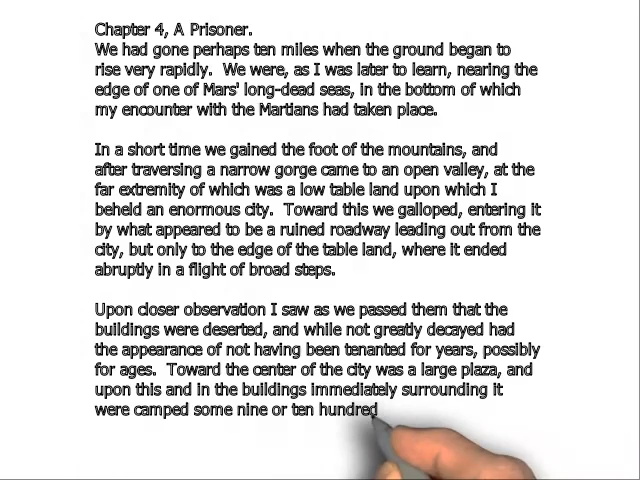 Chapter 4, A Prisoner.
We had gone perhaps ten miles when the ground began to
rise very rapidly.  We were, as I was later to learn, nearing the
edge of one of Mars' long-dead seas, in the bottom of which
my encounter with the Martians had taken place.
In a short time we gained the foot of the mountains, and
after traversing a narrow gorge came to an open valley, at the
far extremity of which was a low table land upon which I
beheld an enormous city.  Toward this we galloped, entering it
by what appeared to be a ruined roadway leading out from the
city, but only to the edge of the table land, where it ended
abruptly in a flight of broad steps.
Upon closer observation I saw as we passed them that the
buildings were deserted, and while not greatly decayed had
the appearance of not having been tenanted for years, possibly
for ages.  Toward the center of the city was a large plaza, and
upon this and in the buildings immediately surrounding it
were camped some nine or ten hundred